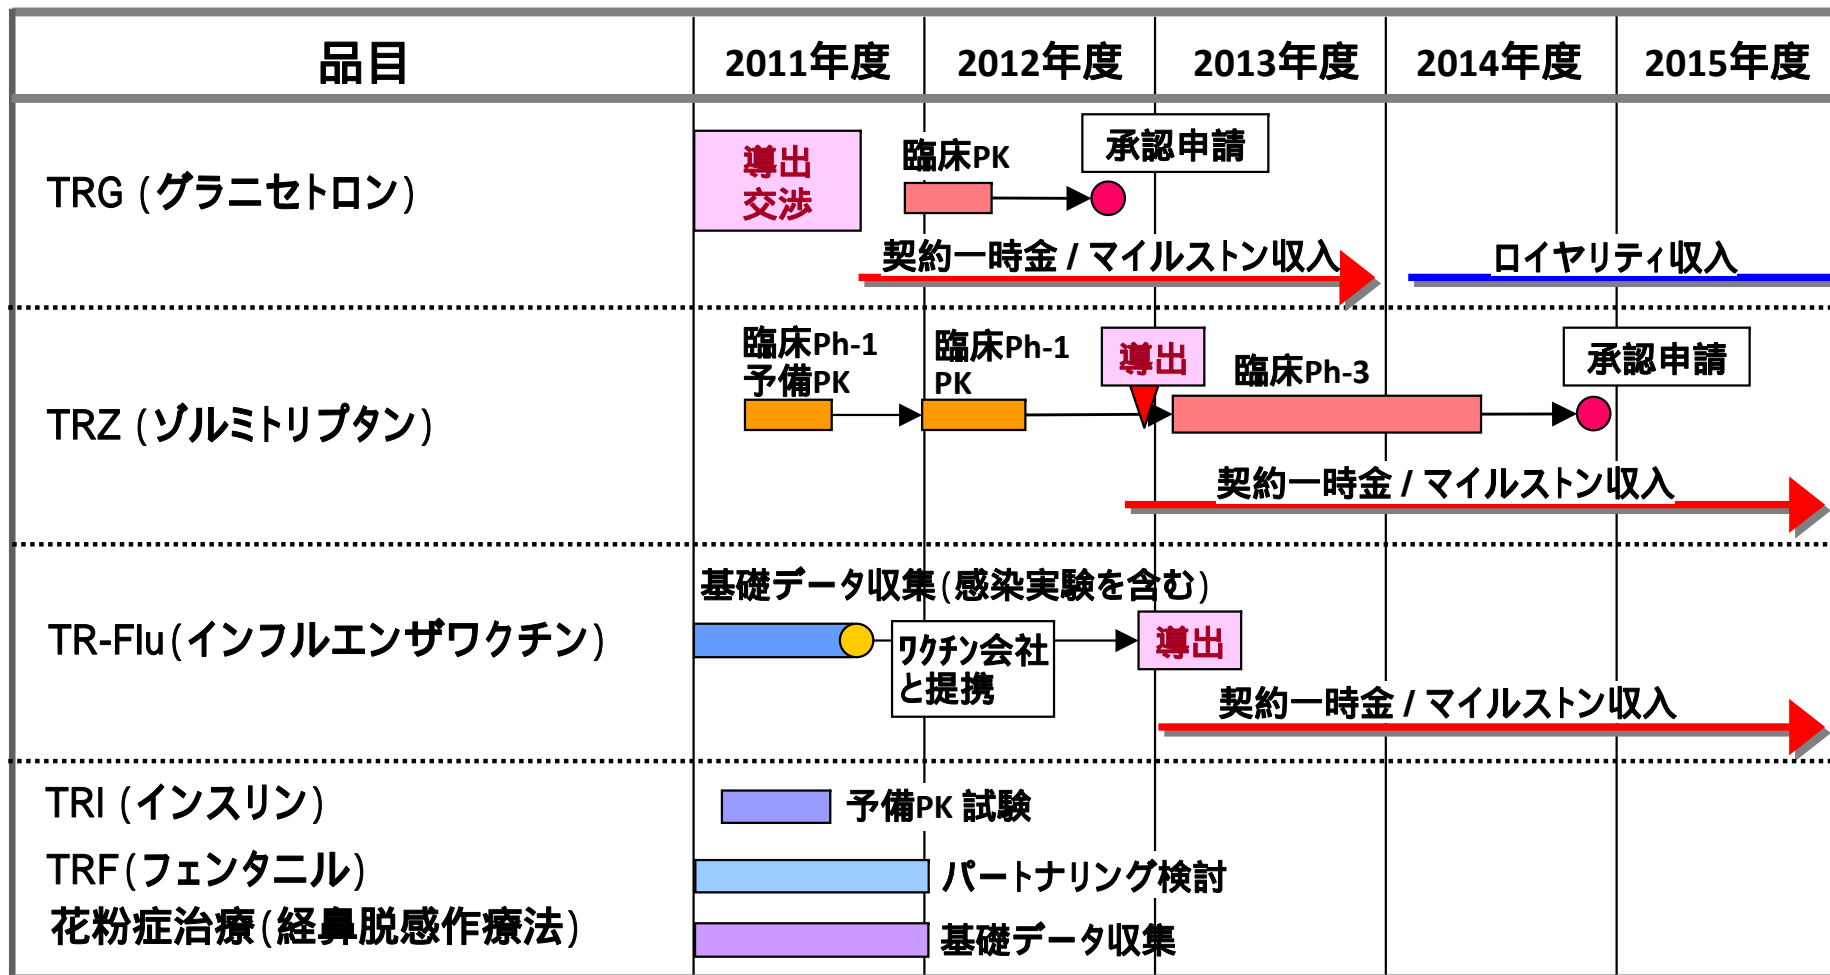 品目 2011年度 2012年度 2013年度 2014年度 2015年度
TRG (グラニセトロン)
導出
交渉
臨床PK
承認申請
契約一時金 / マイルストン収入
ロイヤリティ収入
TRZ (ゾルミトリプタン)
臨床Ph-1
予備PK
臨床Ph-1
PK
導出
臨床Ph-3
承認申請
契約一時金 / マイルストン収入
TR-Flu(インフルエンザワクチン)
基礎データ収集(感染実験を含む)
ワクチン会社
と提携
導出
契約一時金 / マイルストン収入
TRI (インスリン)
予備PK 試験
TRF(フェンタニル)
パートナリング検討
花粉症治療(経鼻脱感作療法)
基礎データ収集